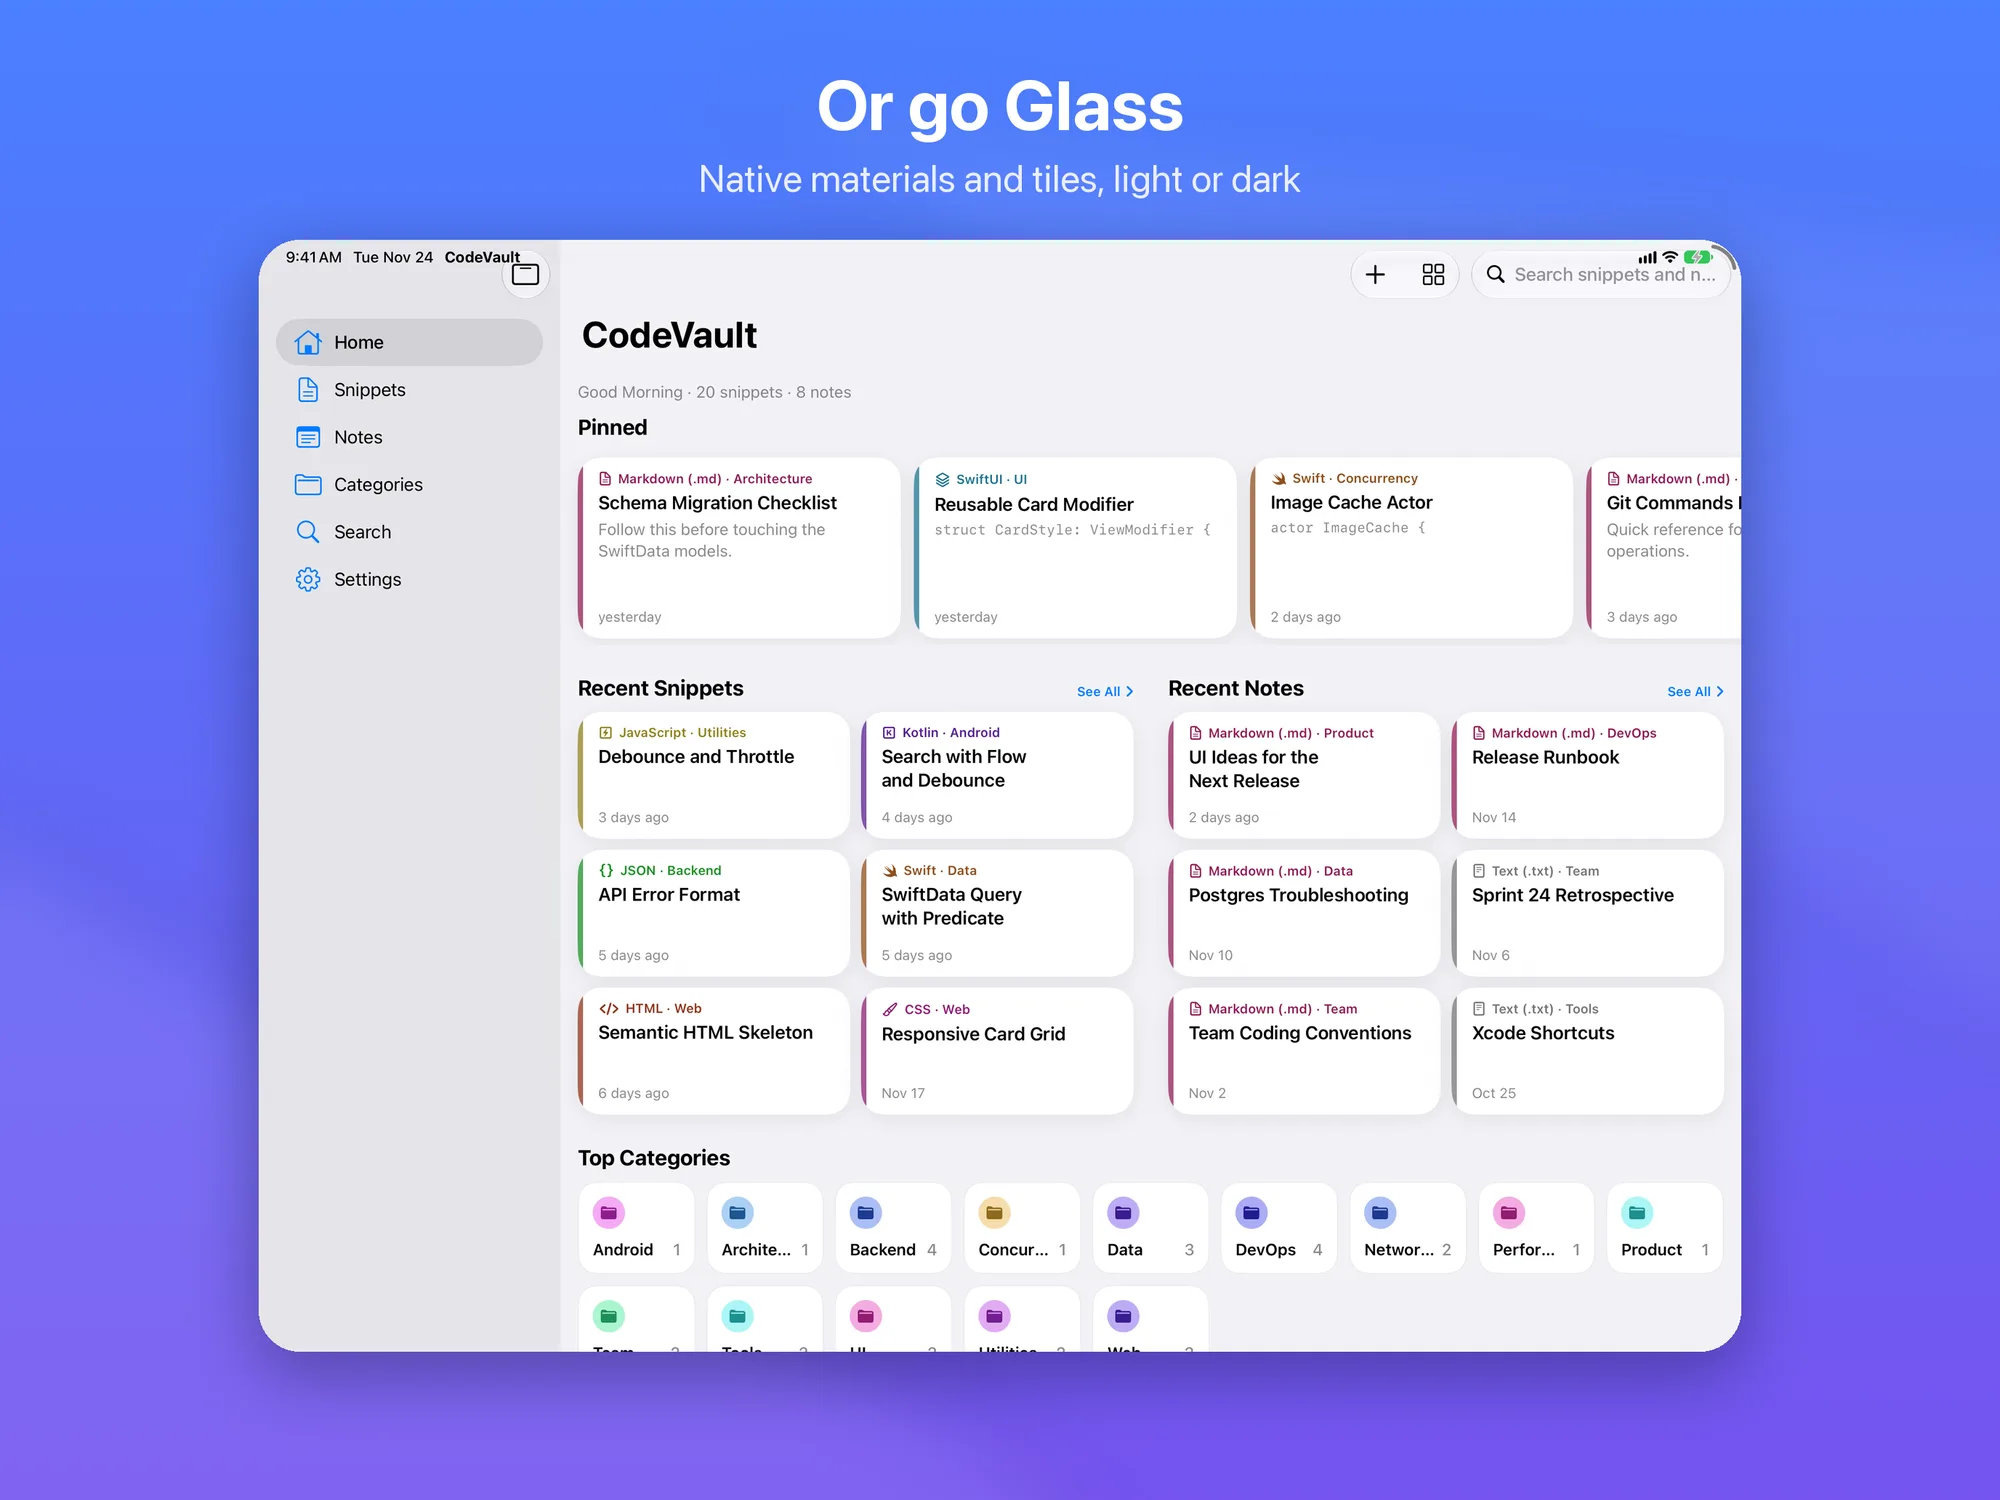 Or go Glass
Native materials and tiles, light or dark
9:41 AM Tue Nov 24 CodeVault
Search snippets and n...
Home
Snippets
Notes
Categories
Search
Settings
CodeVault
Good Morning · 20 snippets · 8 notes
Pinned
Markdown (.md) · Architecture
Schema Migration Checklist
Follow this before touching the
SwiftData models.
yesterday
SwiftUI · UI
Reusable Card Modifier
struct CardStyle: ViewModifier {
yesterday
Swift · Concurrency
Image Cache Actor
actor ImageCache {
2 days ago
Markdown (.md) ·
Git Commands
Quick reference fo
operations.
3 days ago
Recent Snippets
See All
JavaScript · Utilities
Debounce and Throttle
3 days ago
Kotlin · Android
Search with Flow
and Debounce
4 days ago
{} JSON · Backend
API Error Format
5 days ago
Swift · Data
SwiftData Query
with Predicate
5 days ago
</> HTML · Web
Semantic HTML Skeleton
6 days ago
CSS · Web
Responsive Card Grid
Nov 17
Recent Notes
See All
Markdown (.md) · Product
UI Ideas for the
Next Release
2 days ago
Markdown (.md) · DevOps
Release Runbook
Nov 14
Markdown (.md) · Data
Postgres Troubleshooting
Nov 10
Text (.txt) · Team
Sprint 24 Retrospective
Nov 6
Markdown (.md) · Team
Team Coding Conventions
Nov 2
Text (.txt) · Tools
Xcode Shortcuts
Oct 25
Top Categories
Android 1
Archite... 1
Backend 4
Concur... 1
Data 3
DevOps 4
Networ... 2
Perfor... 1
Product 1
Team
Tools
UI
Utilities
Web